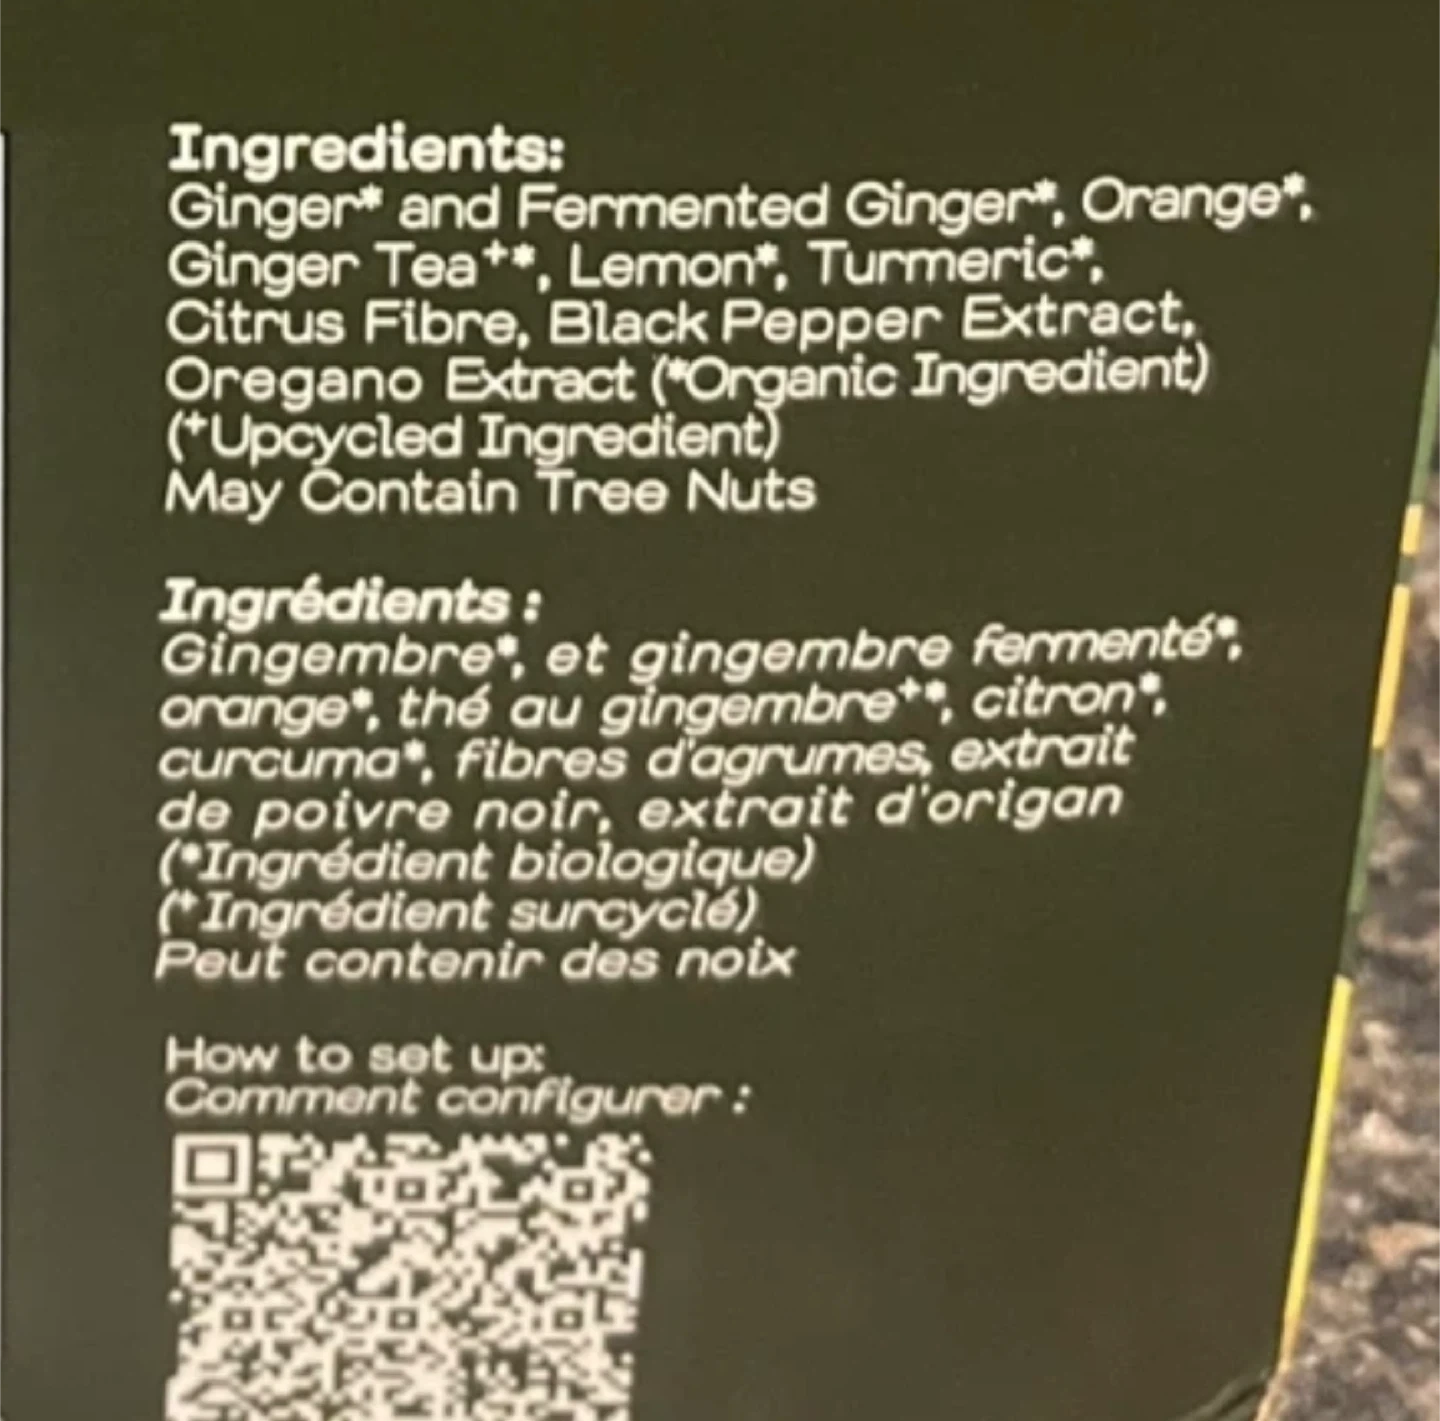 Ingredients:
Ginger* and Fermented Ginger*, Orange*,
Ginger Tea⁺*, Lemon*, Turmeric*,
Citrus Fibre, Black Pepper Extract,
Oregano Extract (*Organic Ingredient)
(⁺Upcycled Ingredient)
May Contain Tree Nuts
Ingrédients :
Gingembre*, et gingembre fermenté*,
orange*, thé au gingembre⁺*, citron*,
curcuma*, fibres d'agrumes, extrait
de poivre noir, extrait d'origan
(*Ingrédient biologique)
(⁺Ingrédient surcyclé)
Peut contenir des noix
How to set up:
Comment configurer :